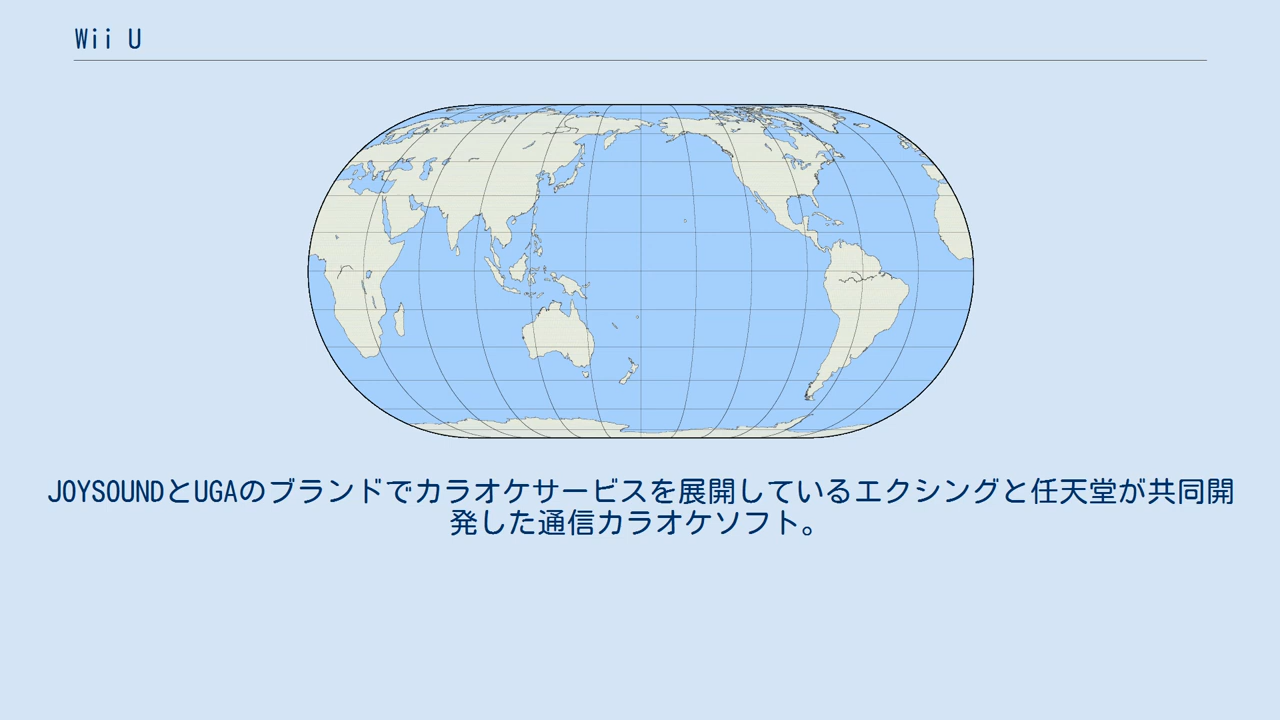 Wii U
JOYSOUNDとUGAのブランドでカラオケサービスを展開しているエクシングと任天堂が共同開
発した通信カラオケソフト。